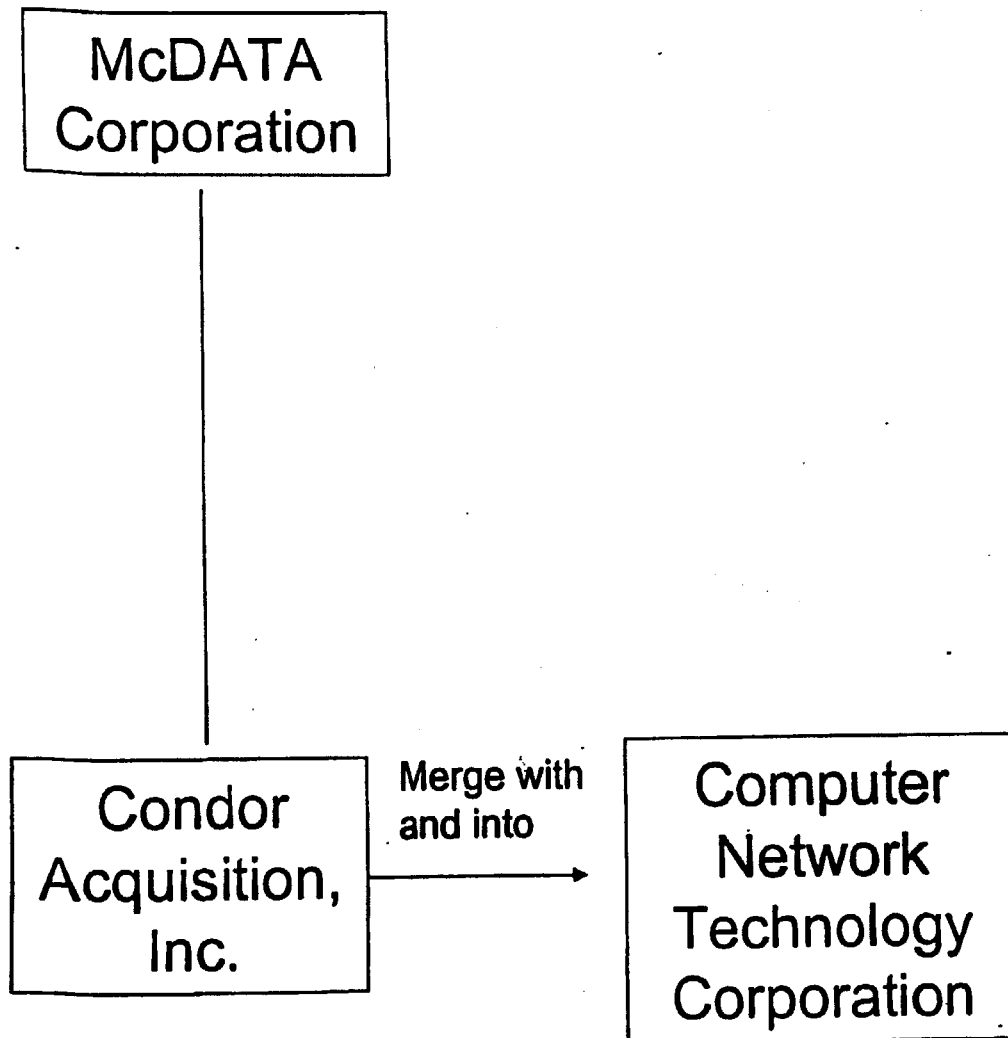 McDATA
Corporation
Merge with
and into
Condor
Acquisition,
Inc.
Computer
Network
Technology
Corporation